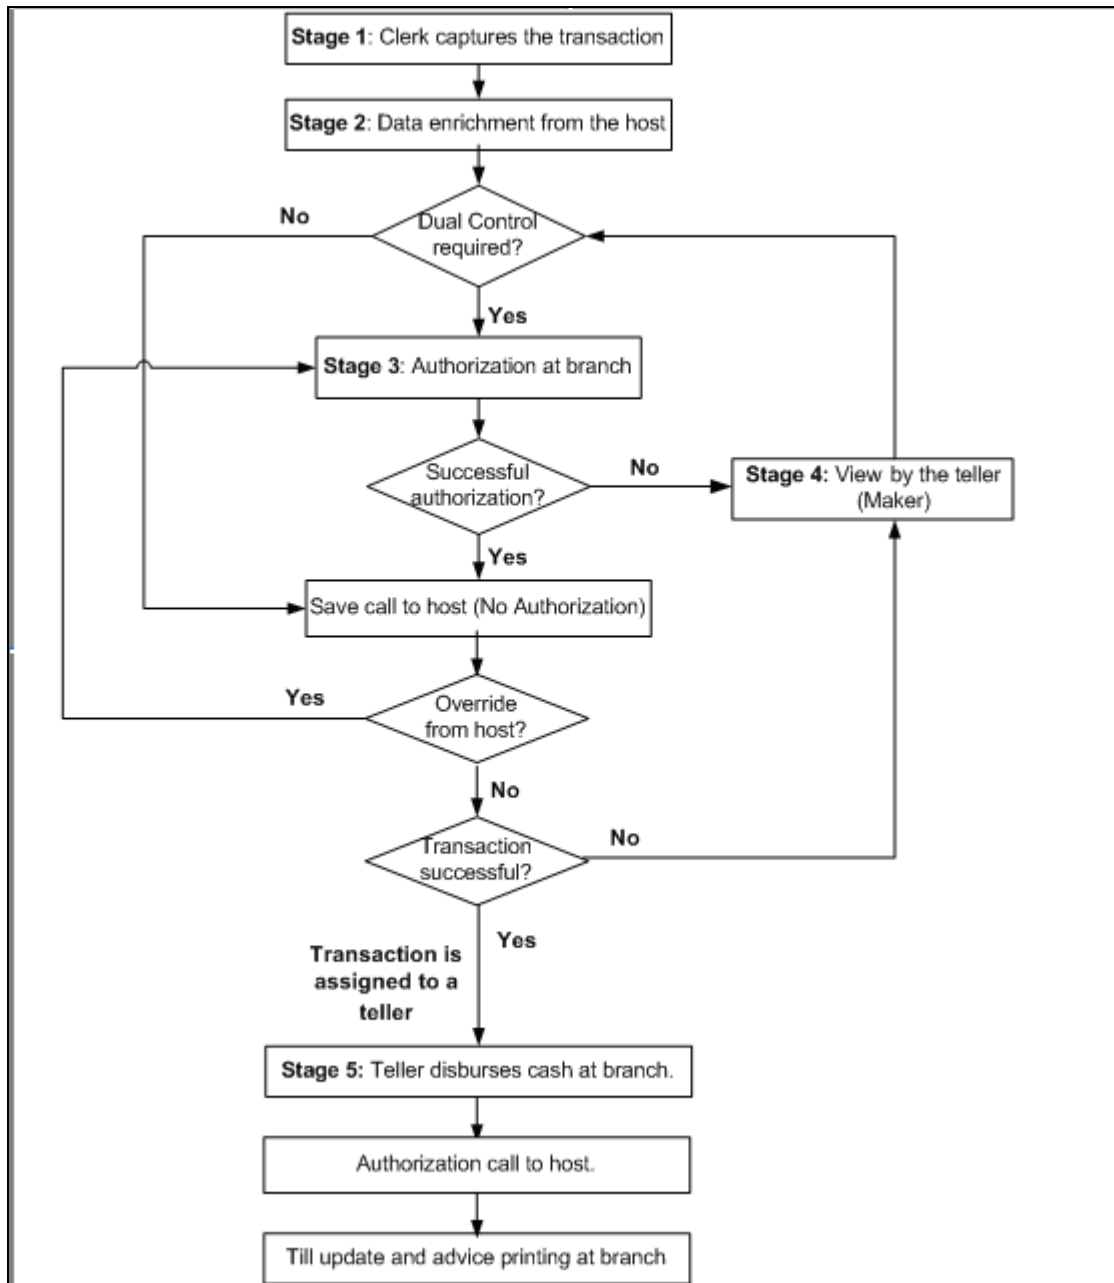 Stage 1: Clerk captures the transaction
Stage 2: Data enrichment from the host
No
Dual Control
required?
Yes
Stage 3: Authorization at branch
Successful
authorization?
No
Stage 4: View by the teller
(Maker)
Yes
Save call to host (No Authorization)
Yes
Override
from host?
No
Transaction
successful?
No
Yes
Transaction is
assigned to a
teller
Stage 5: Teller disburses cash at branch.
Authorization call to host.
Till update and advice printing at branch